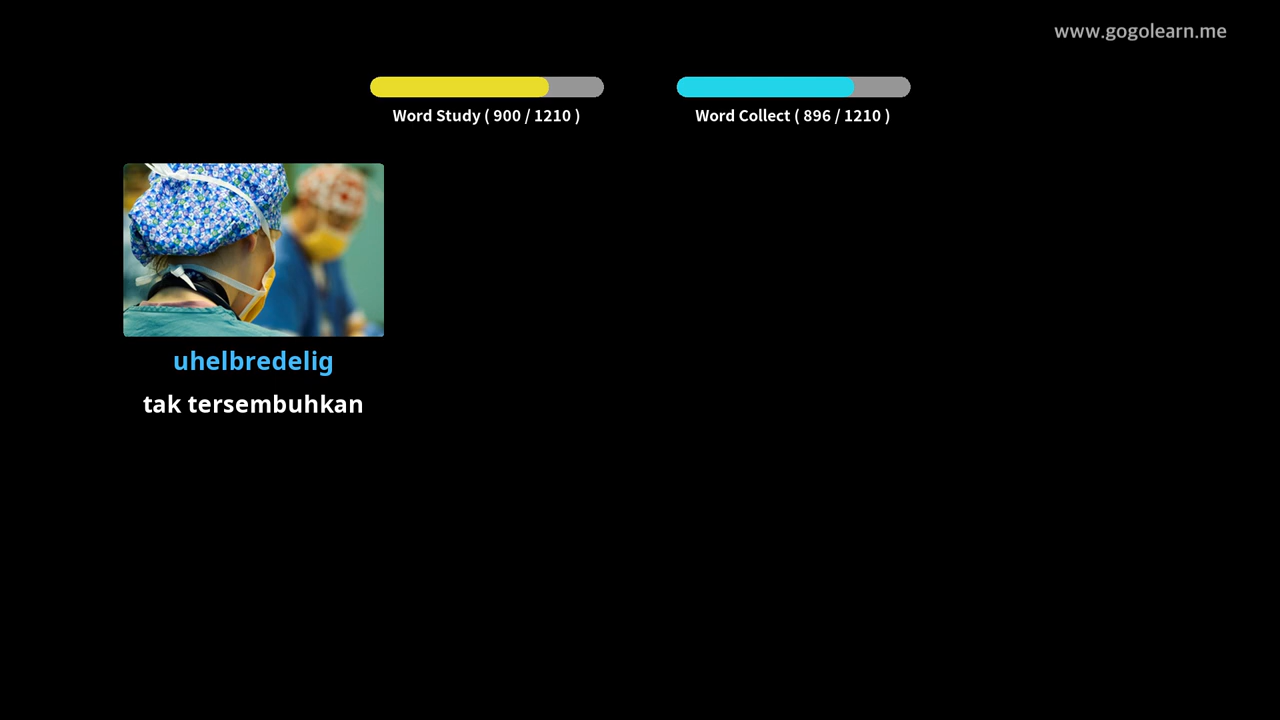 www.gogolearn.me
Word Study ( 900 / 1210 )
Word Collect ( 896 / 1210 )
uhelbredelig
tak tersembuhkan